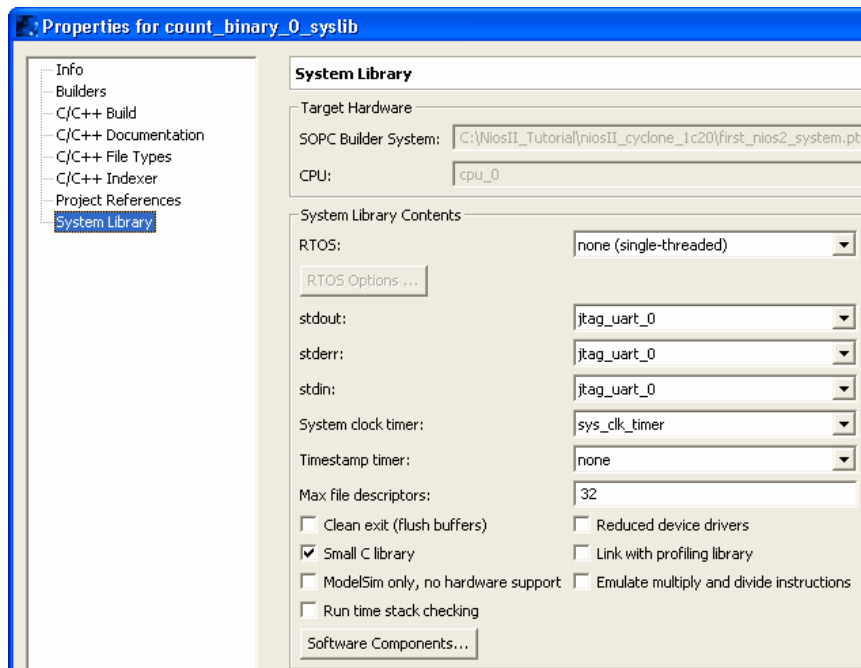 Properties for count_binary_0_syslib
Info
Builders
C/C++ Build
C/C++ Documentation
C/C++ File Types
C/C++ Indexer
Project References
System Library
System Library
Target Hardware
SOPC Builder System: C:\NiosII_Tutorial\niosII_cyclone_1c20\first_nios2_system.pt
CPU: cpu_0
System Library Contents
RTOS: none (single-threaded)
RTOS Options ...
stdout: jtag_uart_0
stderr: jtag_uart_0
stdin: jtag_uart_0
System clock timer: sys_clk_timer
Timestamp timer: none
Max file descriptors: 32
Clean exit (flush buffers) Reduced device drivers
Small C library Link with profiling library
ModelSim only, no hardware support Emulate multiply and divide instructions
Run time stack checking
Software Components...